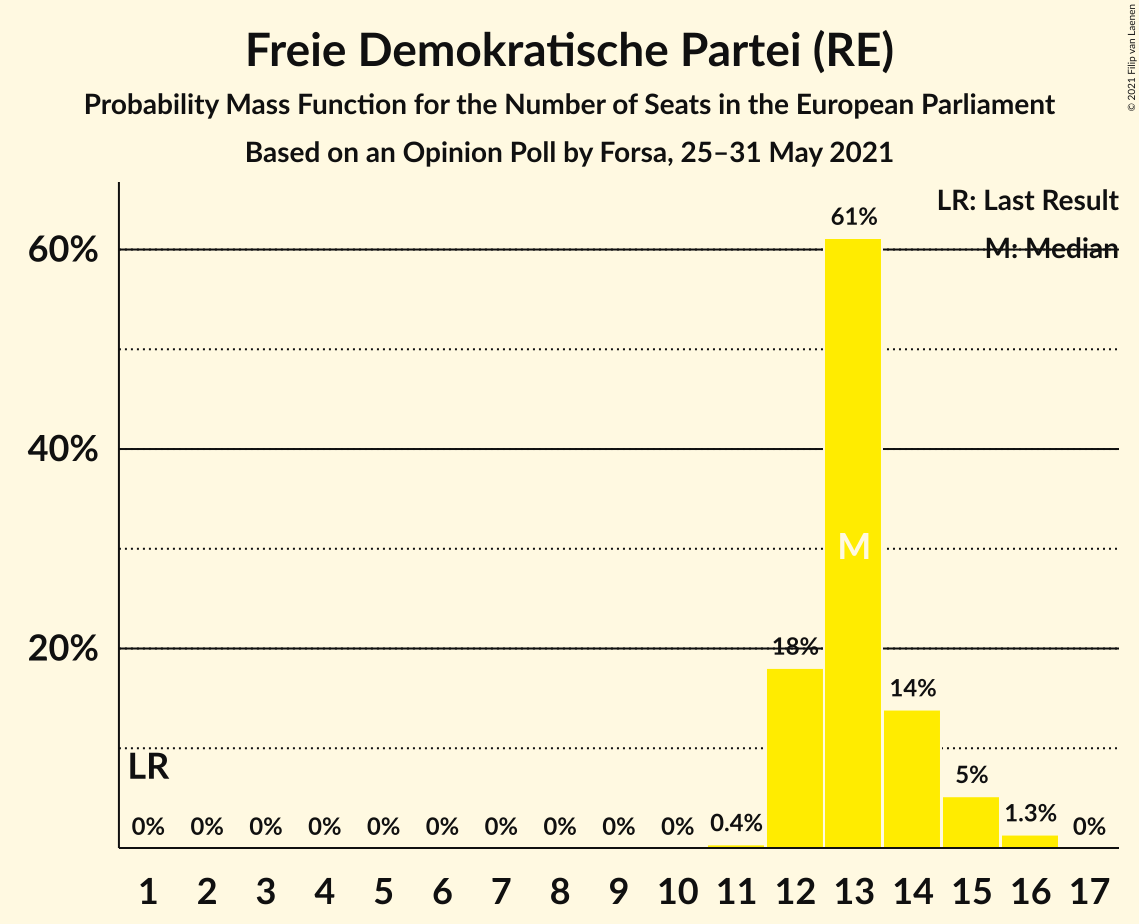 Freie Demokratische Partei (RE)
Probability Mass Function for the Number of Seats in the European Parliament
Based on an Opinion Poll by Forsa, 25–31 May 2021
© 2021 Filip van Laenen
LR: Last Result
M: Median
60%
40%
20%
61%
M
18%
14%
5%
1.3%
0.4%
LR
0% 0% 0% 0% 0% 0% 0% 0% 0% 0% 0%
1 2 3 4 5 6 7 8 9 10 11 12 13 14 15 16 17